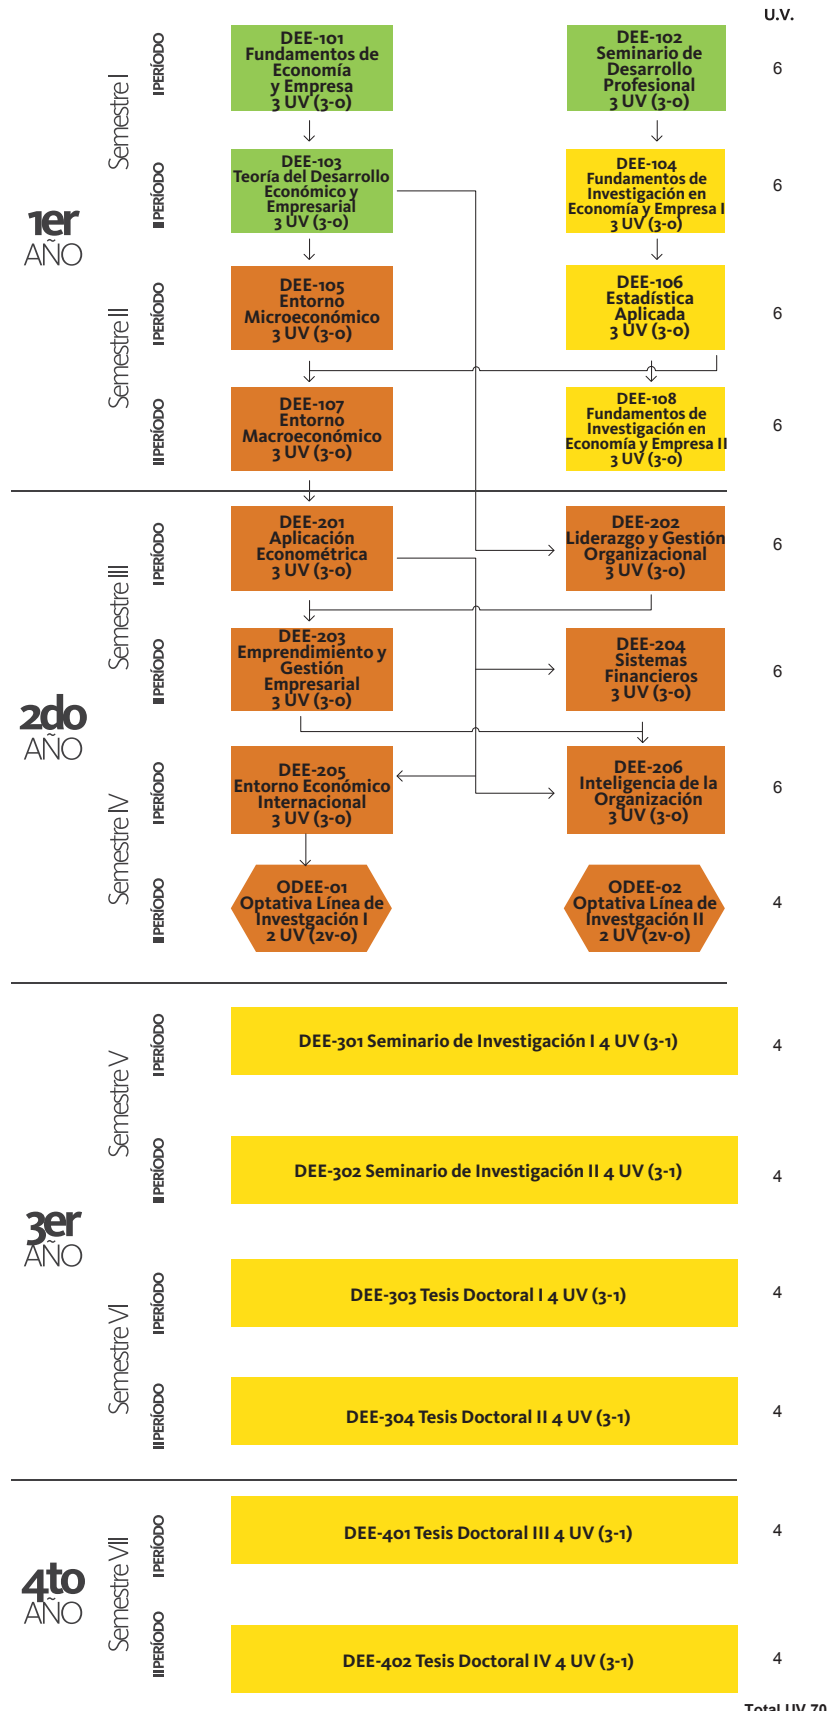 U.V.
1er
AÑO
Semestre I
I PERÍODO
DEE-101
Fundamentos de
Economía
y Empresa
3 UV (3-0)
DEE-102
Seminario de
Desarrollo
Profesional
3 UV (3-0)
6
II PERÍODO
DEE-103
Teoría del Desarrollo
Económico y
Empresarial
3 UV (3-0)
DEE-104
Fundamentos de
Investigación en
Economía y Empresa I
3 UV (3-0)
6
Semestre II
I PERÍODO
DEE-105
Entorno
Microeconómico
3 UV (3-0)
DEE-106
Estadística
Aplicada
3 UV (3-0)
6
II PERÍODO
DEE-107
Entorno
Macroeconómico
3 UV (3-0)
DEE-108
Fundamentos de
Investigación en
Economía y Empresa II
3 UV (3-0)
6
2do
AÑO
Semestre III
I PERÍODO
DEE-201
Aplicación
Econométrica
3 UV (3-0)
DEE-202
Liderazgo y Gestión
Organizacional
3 UV (3-0)
6
II PERÍODO
DEE-203
Emprendimiento y
Gestión
Empresarial
3 UV (3-0)
DEE-204
Sistemas
Financieros
3 UV (3-0)
6
Semestre IV
I PERÍODO
DEE-205
Entorno Económico
Internacional
3 UV (3-0)
DEE-206
Inteligencia de la
Organización
3 UV (3-0)
6
II PERÍODO
ODEE-01
Optativa Línea de
Investgación I
2 UV (2v-0)
ODEE-02
Optativa Línea de
Investgación II
2 UV (2v-0)
4
3er
AÑO
Semestre V
I PERÍODO
DEE-301 Seminario de Investigación I 4 UV (3-1)
4
II PERÍODO
DEE-302 Seminario de Investigación II 4 UV (3-1)
4
Semestre VI
I PERÍODO
DEE-303 Tesis Doctoral I 4 UV (3-1)
4
II PERÍODO
DEE-304 Tesis Doctoral II 4 UV (3-1)
4
4to
AÑO
Semestre VII
I PERÍODO
DEE-401 Tesis Doctoral III 4 UV (3-1)
4
II PERÍODO
DEE-402 Tesis Doctoral IV 4 UV (3-1)
4
Total UV 70